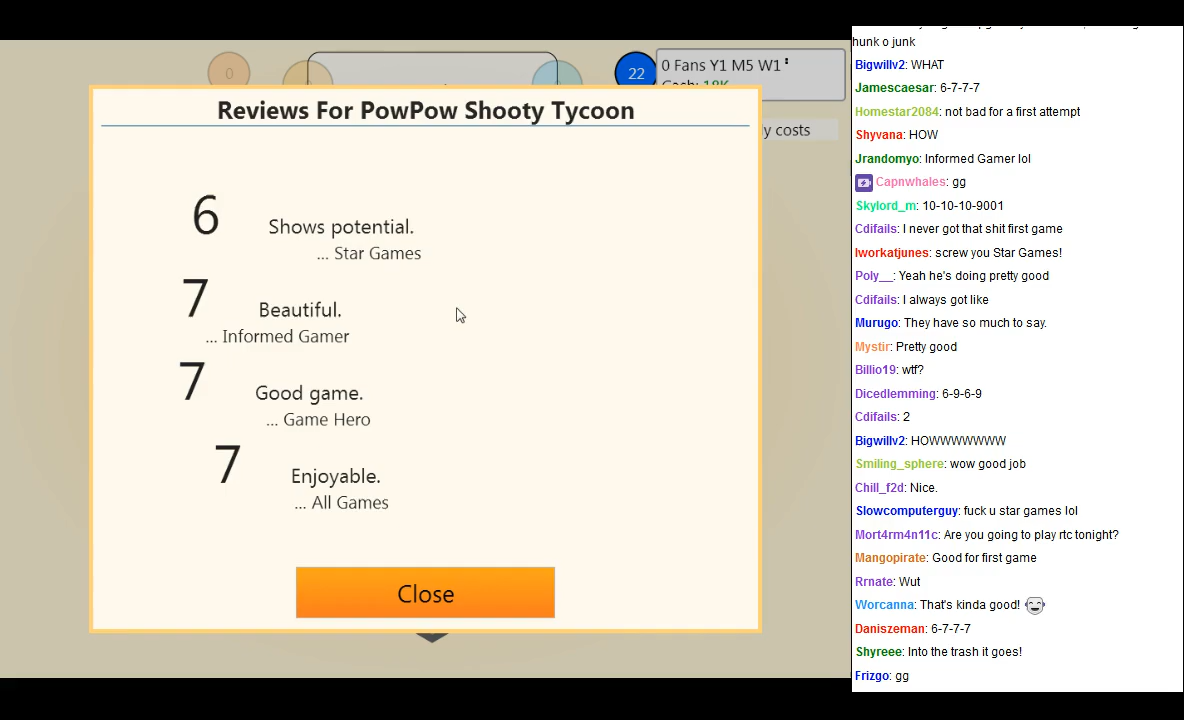 0
22
0 Fans Y1 M5 W1
y costs
Reviews For PowPow Shooty Tycoon
6
Shows potential.
... Star Games
7
Beautiful.
... Informed Gamer
7
Good game.
... Game Hero
7
Enjoyable.
... All Games
Close
hunk o junk
Bigwillv2: WHAT
Jamescaesar: 6-7-7-7
Homestar2084: not bad for a first attempt
Shyvana: HOW
Jrandomyo: Informed Gamer lol
Capnwhales: gg
Skylord_m: 10-10-10-9001
Cdifails: I never got that shit first game
Iworkatjunes: screw you Star Games!
Poly__: Yeah he's doing pretty good
Cdifails: I always got like
Murugo: They have so much to say.
Mystir: Pretty good
Billio19: wtf?
Dicedlemming: 6-9-6-9
Cdifails: 2
Bigwillv2: HOWWWWWWW
Smiling_sphere: wow good job
Chill_f2d: Nice.
Slowcomputerguy: fuck u star games lol
Mort4rm4n11c: Are you going to play rtc tonight?
Mangopirate: Good for first game
Rrnate: Wut
Worcanna: That's kinda good!
Daniszeman: 6-7-7-7
Shyreee: Into the trash it goes!
Frizgo: gg